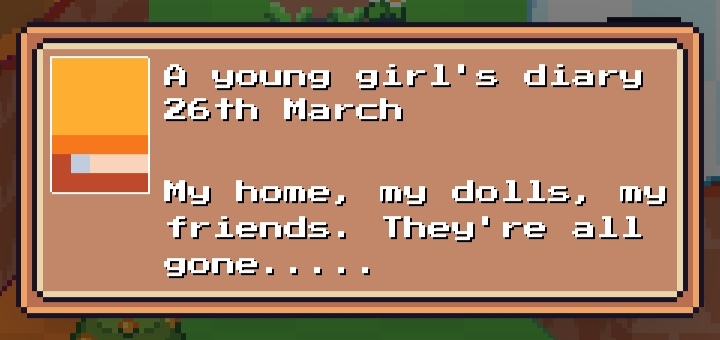 A young girl's diary
26th March
My home, my dolls, my
friends. They're all
gone.....